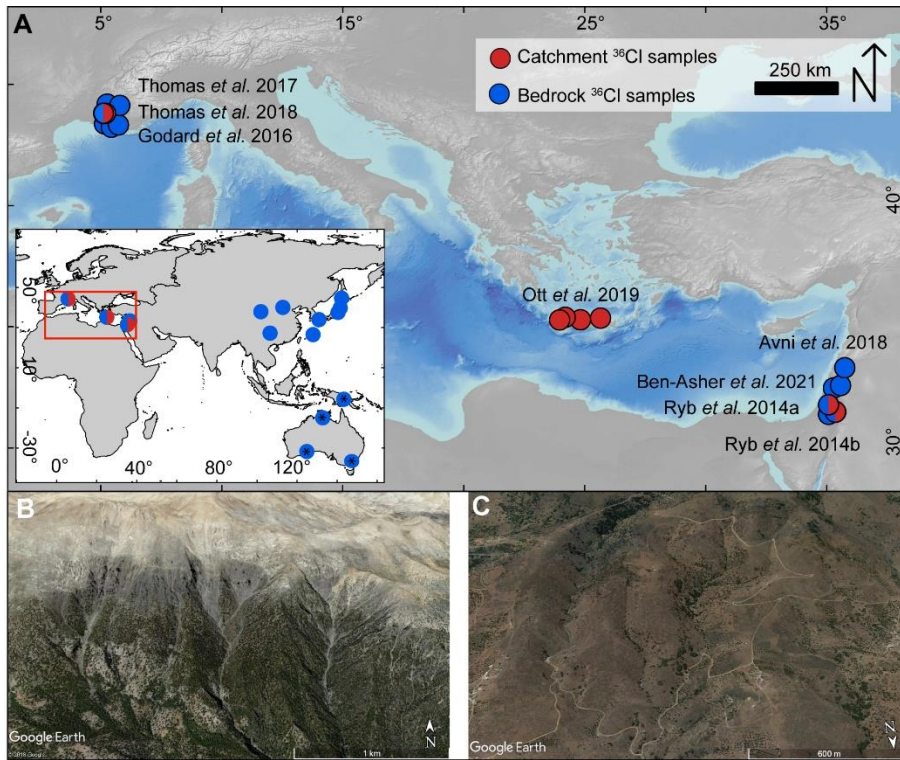 A
5°
15°
25°
35°
Catchment ³⁶Cl samples
Bedrock ³⁶Cl samples
250 km
N
Thomas et al. 2017
Thomas et al. 2018
Godard et al. 2016
40°
Ott et al. 2019
Avni et al. 2018
Ben-Asher et al. 2021
Ryb et al. 2014a
Ryb et al. 2014b
30°
50°
10°
-30°
0°
40°
80°
120°
B
Google Earth
1 km
N
C
Google Earth
600 m
N